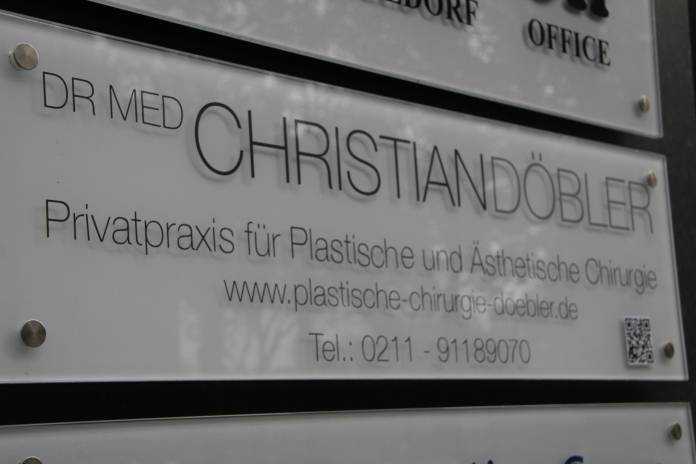 OFFICE
DR MED CHRISTIANDÖBLER
Privatpraxis für Plastische und Ästhetische Chirurgie
www.plastische-chirurgie-doebler.de
Tel.: 0211 - 91189070